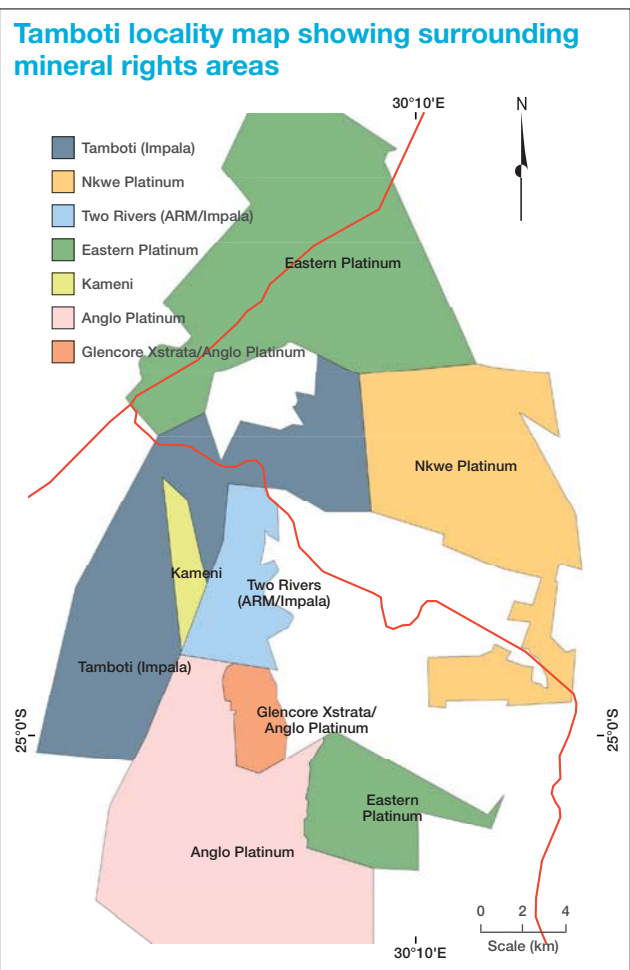 Tamboti locality map showing surrounding
mineral rights areas
30°10'E
N
Tamboti (Impala)
Nkwe Platinum
Two Rivers (ARM/Impala)
Eastern Platinum
Kameni
Anglo Platinum
Glencore Xstrata/Anglo Platinum
Eastern Platinum
Nkwe Platinum
Kameni
Two Rivers
(ARM/Impala)
Tamboti (Impala)
Glencore Xstrata/
Anglo Platinum
25°0'S
25°0'S
Eastern
Platinum
Anglo Platinum
0 2 4
Scale (km)
30°10'E